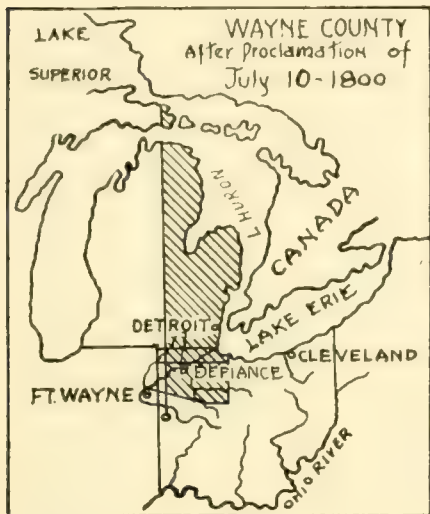 WAYNE COUNTY
After Proclamation of
July 10-1800
LAKE
SUPERIOR
L HURON
CANADA
LAKE ERIE
DETROIT
CLEVELAND
DEFIANCE
FT. WAYNE
OHIO RIVER